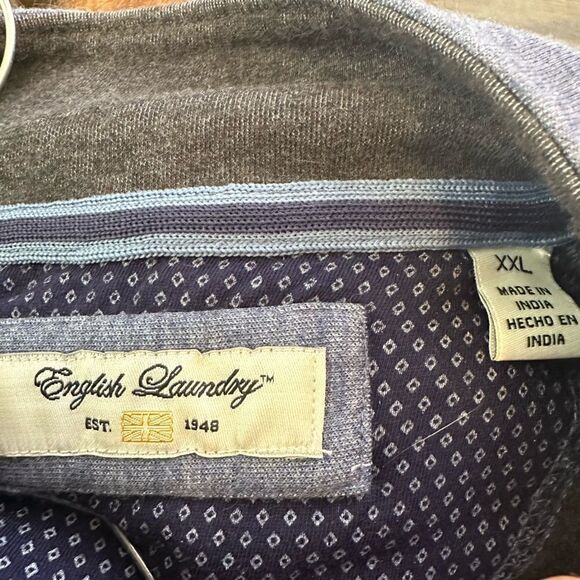 English Laundry™
EST. 1948
XXL
MADE IN
INDIA
HECHO EN
INDIA